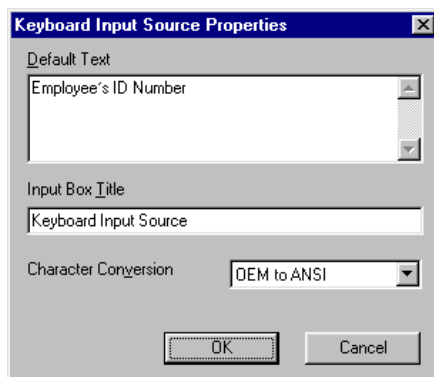 Keyboard Input Source Properties
Default Text
Employee's ID Number
Input Box Title
Keyboard Input Source
Character Conversion
OEM to ANSI
OK
Cancel